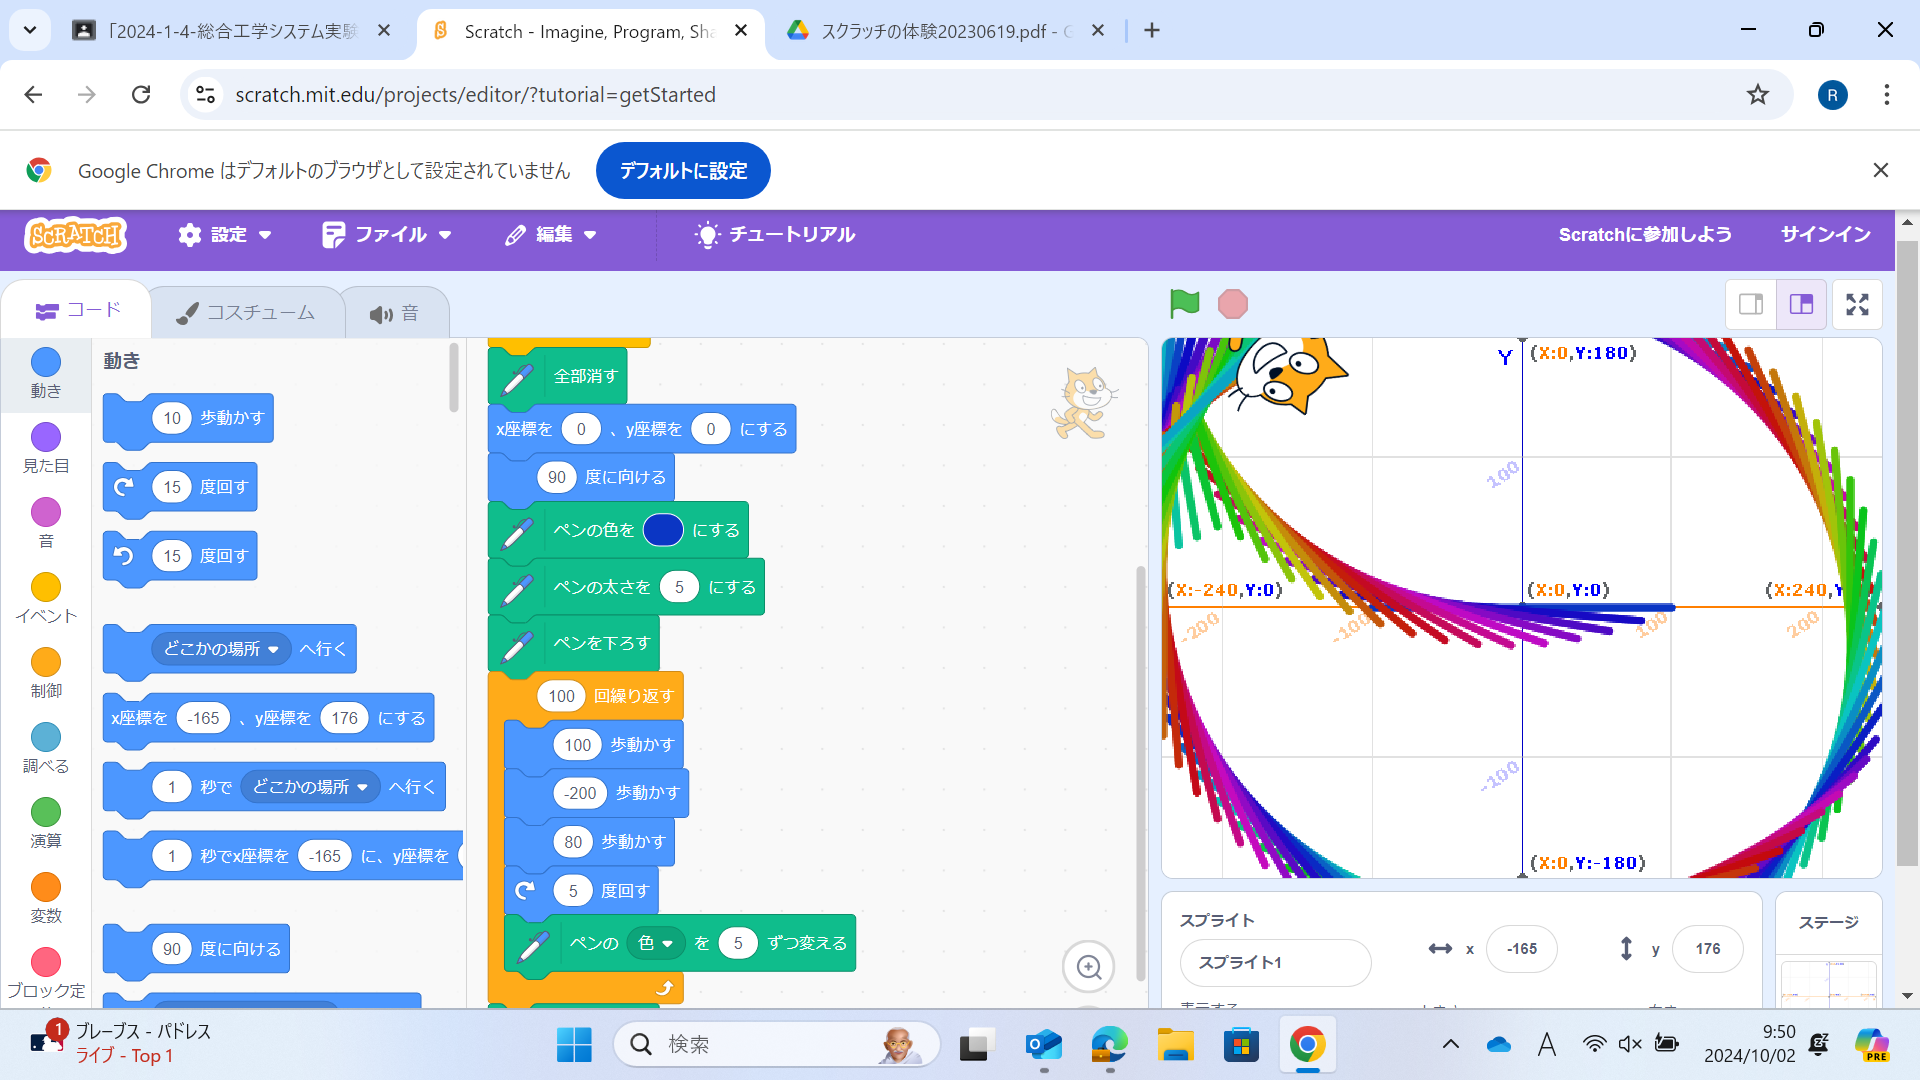 「2024-1-4-総合工学システム実験
Scratch - Imagine, Program, Sha
スクラッチの体験20230619.pdf - G
scratch.mit.edu/projects/editor/?tutorial=getStarted
R
Google Chrome はデフォルトのブラウザとして設定されていません
デフォルトに設定
SCRATCH
設定
ファイル
編集
チュートリアル
Scratchに参加しよう
サインイン
コード
コスチューム
音
動き
見た目
音
イベント
制御
調べる
演算
変数
ブロック定
動き
10 歩動かす
15 度回す
15 度回す
どこかの場所 へ行く
x座標を -165 、y座標を 176 にする
1 秒で どこかの場所 へ行く
1 秒でx座標を -165 に、y座標を
90 度に向ける
全部消す
x座標を 0 、y座標を 0 にする
90 度に向ける
ペンの色を にする
ペンの太さを 5 にする
ペンを下ろす
100 回繰り返す
100 歩動かす
-200 歩動かす
80 歩動かす
5 度回す
ペンの 色 を 5 ずつ変える
Y
(X:0,Y:180)
100
(X:-240,Y:0)
(X:0,Y:0)
(X:240,Y
-200
-100
100
200
-100
(X:0,Y:-180)
スプライト
スプライト1
x
-165
y
176
ステージ
1
ブレーブス - パドレス
ライブ - Top 1
検索
A
9:50
2024/10/02
PRE